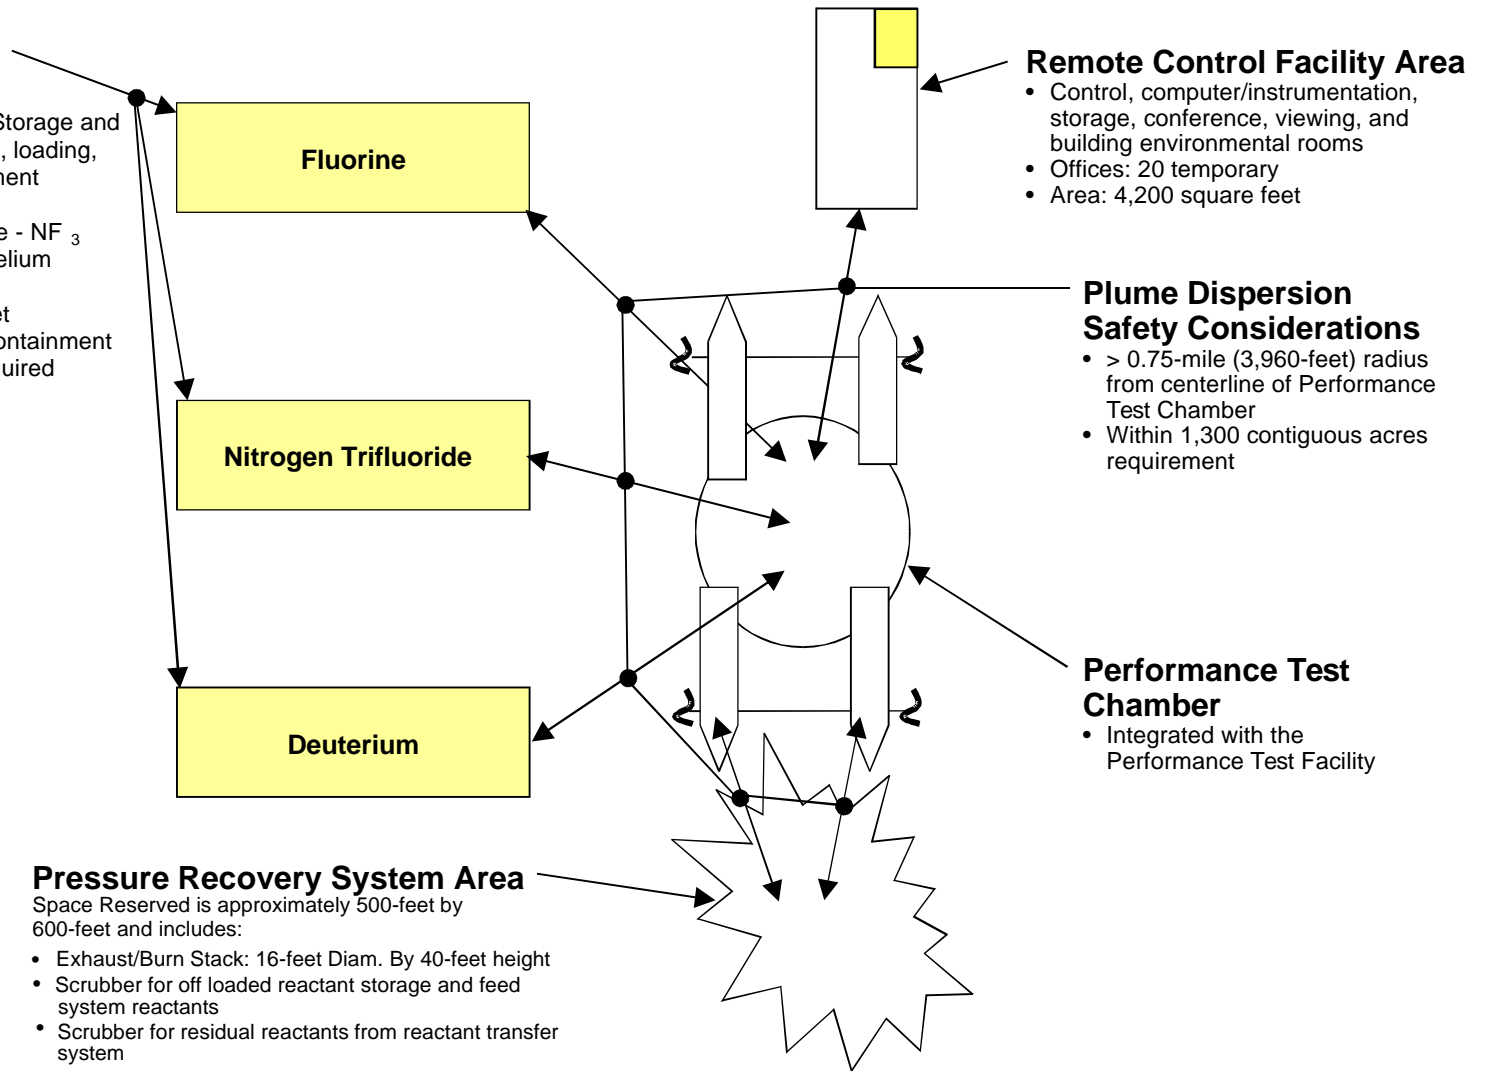 Storage and
, loading,
e - NF 3
et
Fluorine
Nitrogen Trifluoride
Deuterium
Remote Control Facility Area
• Control, computer/instrumentation,
storage, conference, viewing, and
building environmental rooms
• Offices: 20 temporary
• Area: 4,200 square feet
Plume Dispersion
Safety Considerations
• > 0.75-mile (3,960-feet) radius
from centerline of Performance
Test Chamber
• Within 1,300 contiguous acres
requirement
Performance Test
Chamber
• Integrated with the
Performance Test Facility
Pressure Recovery System Area
Space Reserved is approximately 500-feet by
600-feet and includes:
• Exhaust/Burn Stack: 16-feet Diam. By 40-feet height
• Scrubber for off loaded reactant storage and feed
system reactants
• Scrubber for residual reactants from reactant transfer
system